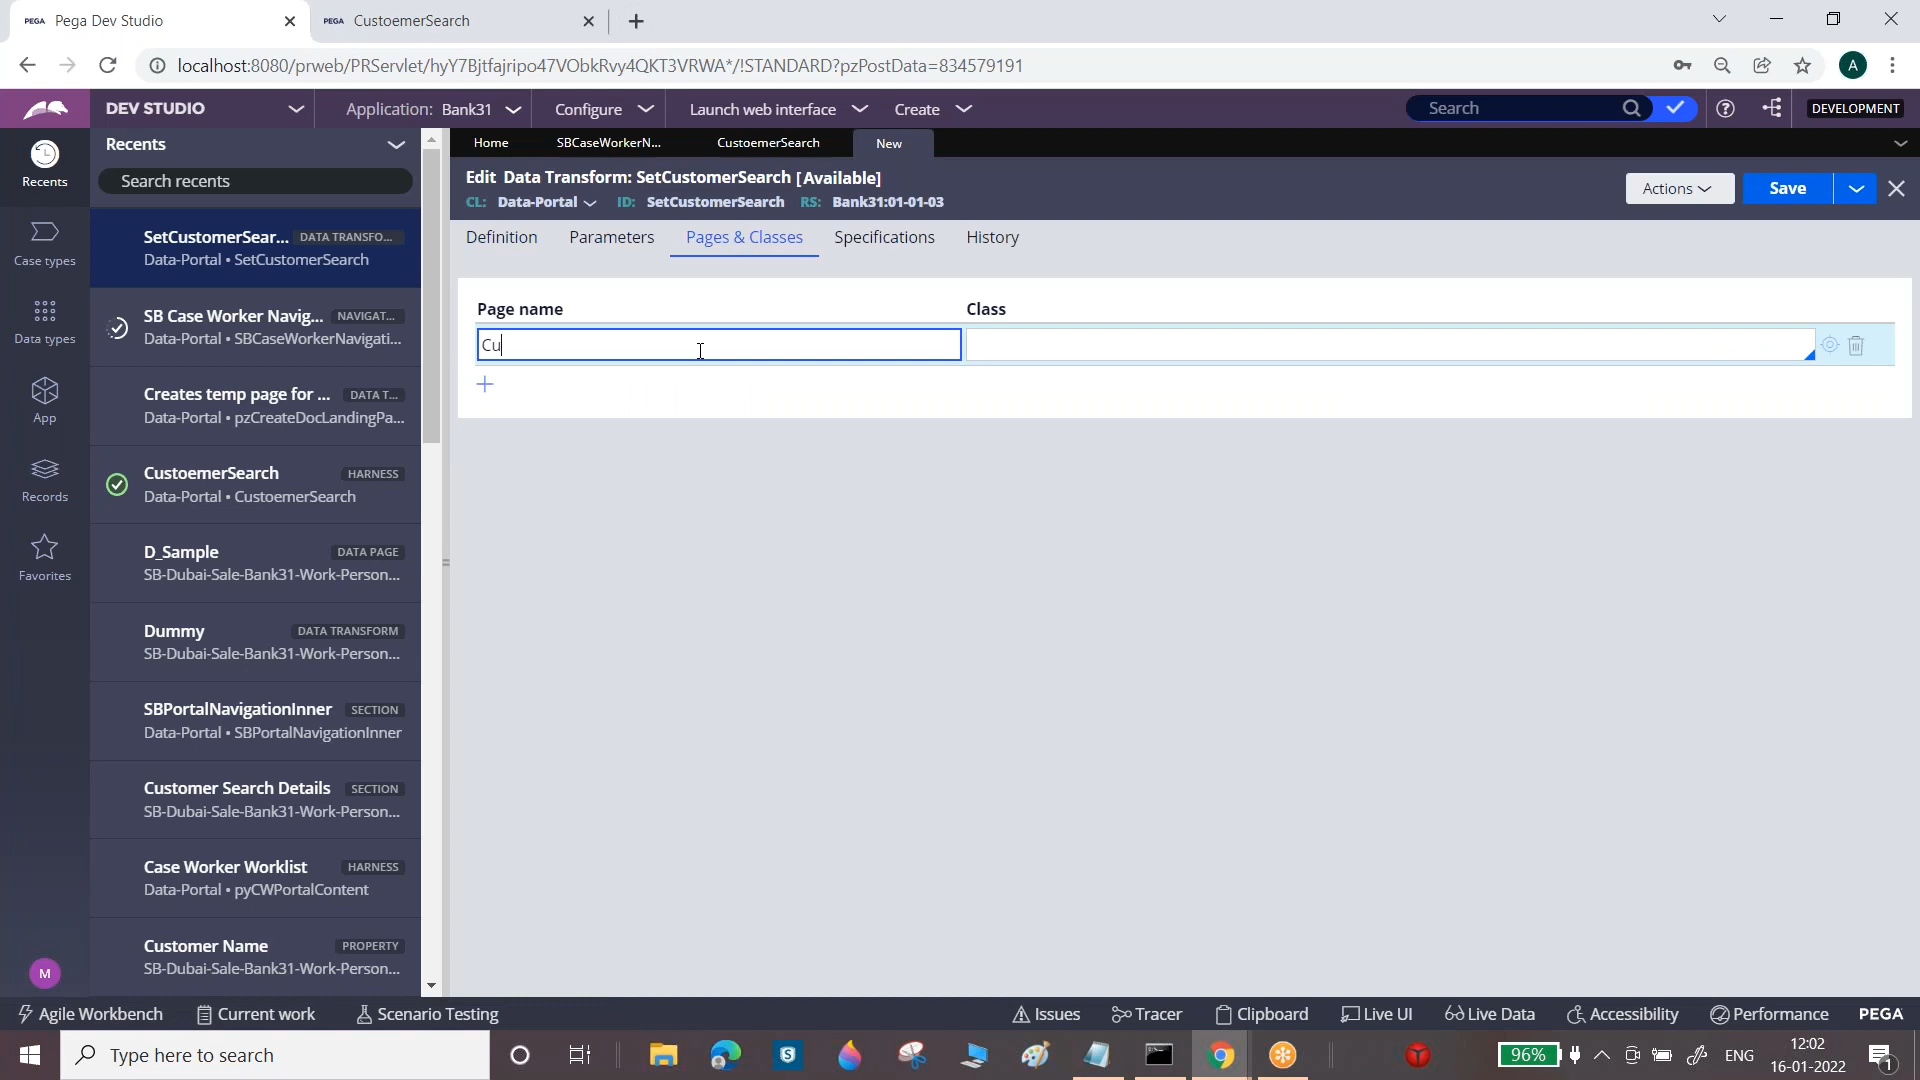 PEGA Pega Dev Studio
PEGA CustoemerSearch
localhost:8080/prweb/PRServlet/hyY7Bjtfajripo47VObkRvy4QKT3VRWA*/!STANDARD?pzPostData=834579191
A
DEV STUDIO
Application: Bank31
Configure
Launch web interface
Create
Search
DEVELOPMENT
Recents
Case types
Data types
App
Records
Favorites
M
Recents
Search recents
SetCustomerSear... DATA TRANSFO...
Data-Portal • SetCustomerSearch
SB Case Worker Navig... NAVIGAT...
Data-Portal • SBCaseWorkerNavigati...
Creates temp page for ... DATA T...
Data-Portal • pzCreateDocLandingPa...
CustoemerSearch HARNESS
Data-Portal • CustoemerSearch
D_Sample DATA PAGE
SB-Dubai-Sale-Bank31-Work-Person...
Dummy DATA TRANSFORM
SB-Dubai-Sale-Bank31-Work-Person...
SBPortalNavigationInner SECTION
Data-Portal • SBPortalNavigationInner
Customer Search Details SECTION
SB-Dubai-Sale-Bank31-Work-Person...
Case Worker Worklist HARNESS
Data-Portal • pyCWPortalContent
Customer Name PROPERTY
SB-Dubai-Sale-Bank31-Work-Person...
Home SBCaseWorkerN... CustoemerSearch New
Edit Data Transform: SetCustomerSearch [Available]
CL: Data-Portal ID: SetCustomerSearch RS: Bank31:01-01-03
Actions Save
Definition Parameters Pages & Classes Specifications History
Page name Class
Cu
Agile Workbench Current work Scenario Testing Issues Tracer Clipboard Live UI Live Data Accessibility Performance PEGA
Type here to search
96%
ENG
12:02
16-01-2022
1